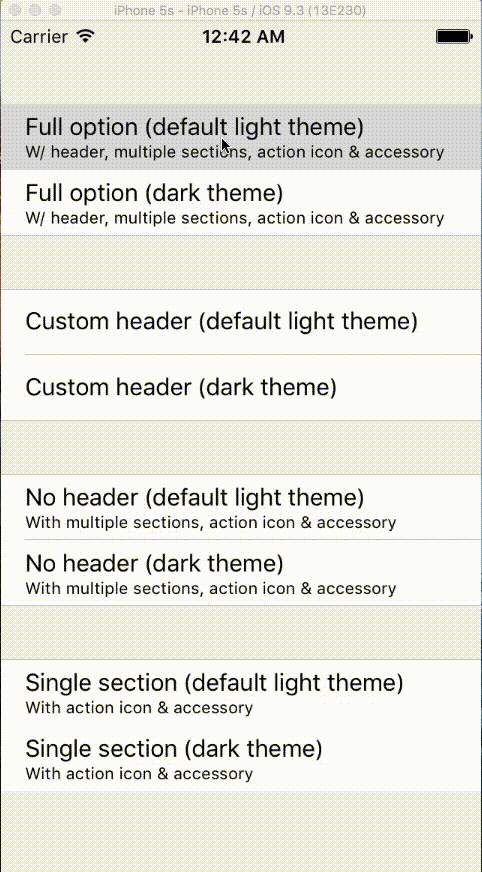 iPhone 5s - iPhone 5s / iOS 9.3 (13E230)
Carrier 12:42 AM
Full option (default light theme)
W/ header, multiple sections, action icon & accessory
Full option (dark theme)
W/ header, multiple sections, action icon & accessory
Custom header (default light theme)
Custom header (dark theme)
No header (default light theme)
With multiple sections, action icon & accessory
No header (dark theme)
With multiple sections, action icon & accessory
Single section (default light theme)
With action icon & accessory
Single section (dark theme)
With action icon & accessory